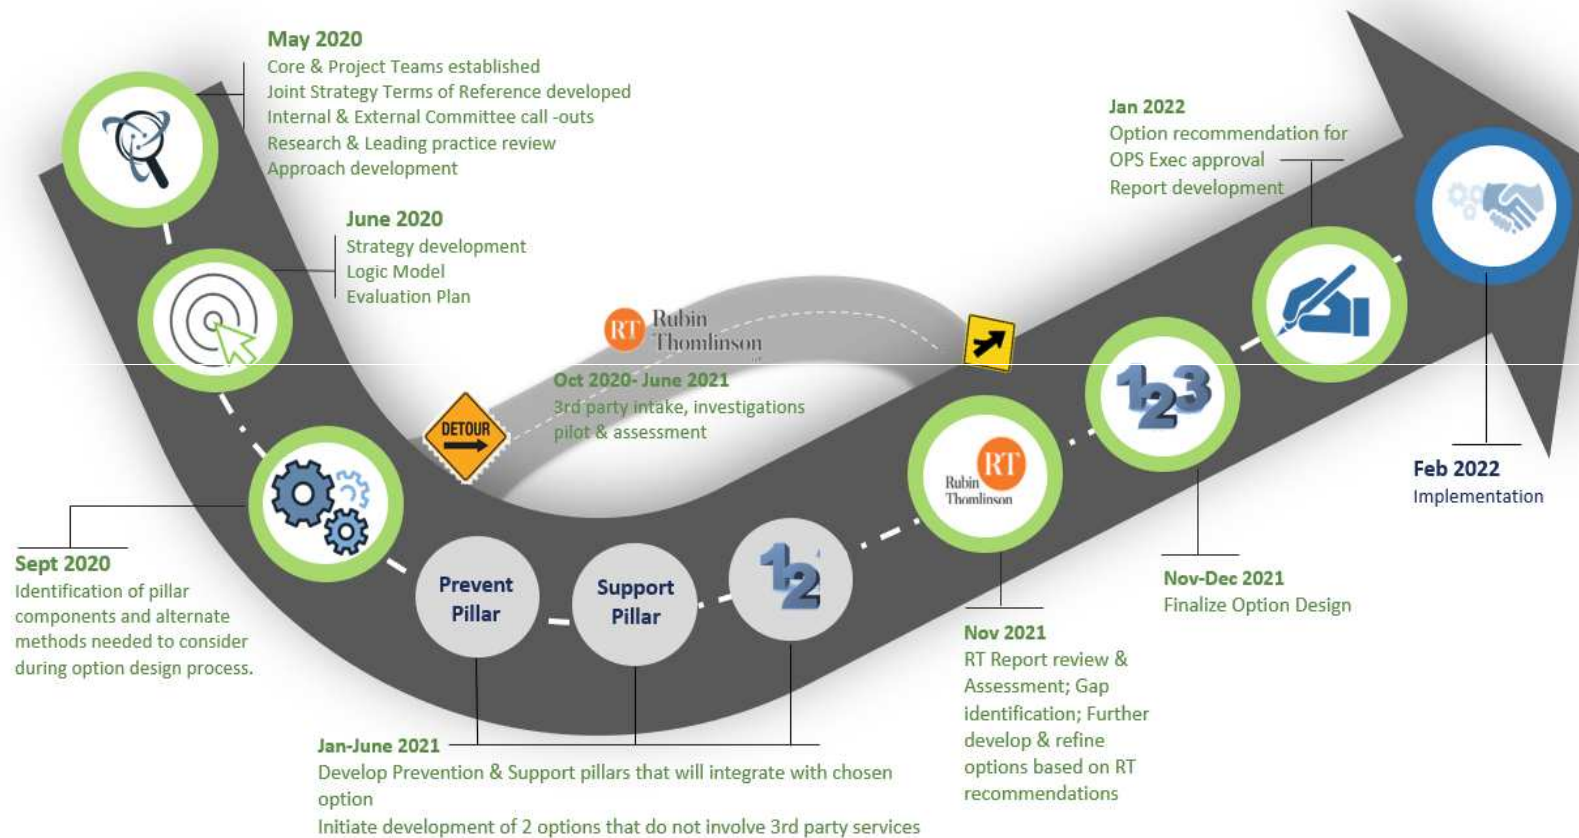 May 2020
Core & Project Teams established
Joint Strategy Terms of Reference developed
Internal & External Committee call -outs
Research & Leading practice review
Approach development
June 2020
Strategy development
Logic Model
Evaluation Plan
Sept 2020
Identification of pillar
components and alternate
methods needed to consider
during option design process.
DETOUR
RT
Rubin
Thomlinson
Oct 2020- June 2021
3rd party intake, investigations
pilot & assessment
Prevent
Pillar
Support
Pillar
12
Jan-June 2021
Develop Prevention & Support pillars that will integrate with chosen
option
Initiate development of 2 options that do not involve 3rd party services
RT
Rubin
Thomlinson
Nov 2021
RT Report review &
Assessment; Gap
identification; Further
develop & refine
options based on RT
recommendations
123
Nov-Dec 2021
Finalize Option Design
Jan 2022
Option recommendation for
OPS Exec approval
Report development
Feb 2022
Implementation